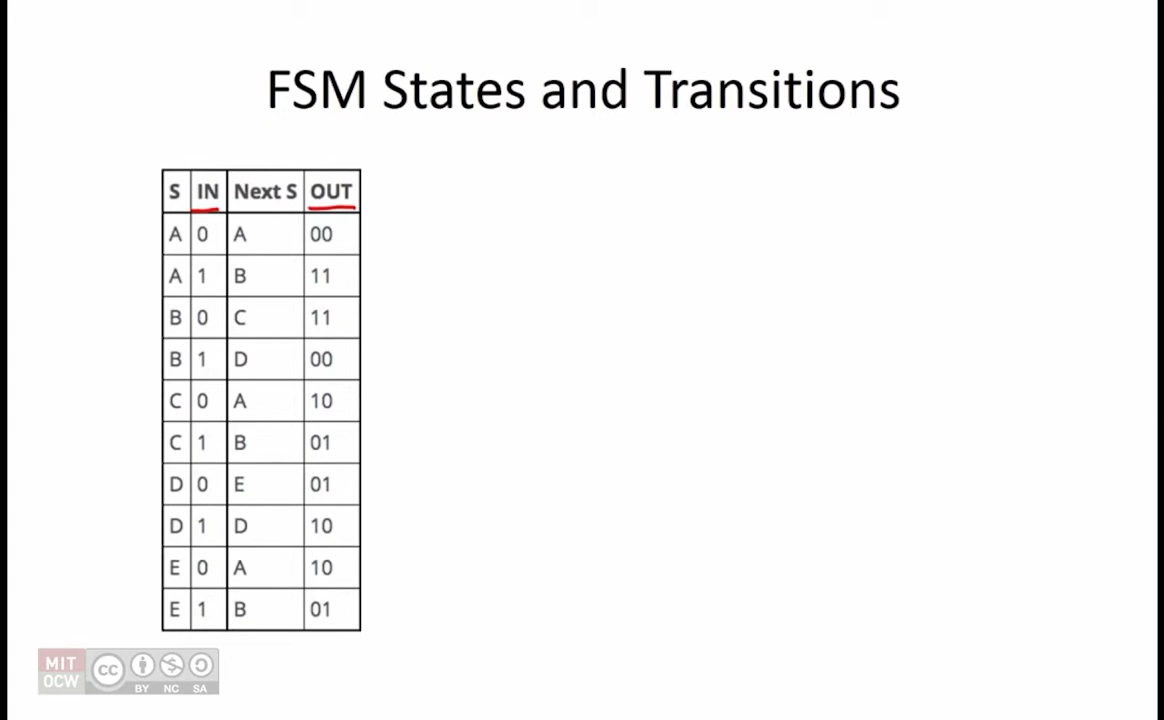 FSM States and Transitions
S IN Next S OUT
A 0 A 00
A 1 B 11
B 0 C 11
B 1 D 00
C 0 A 10
C 1 B 01
D 0 E 01
D 1 D 10
E 0 A 10
E 1 B 01
MIT OCW
cc
BY NC SA